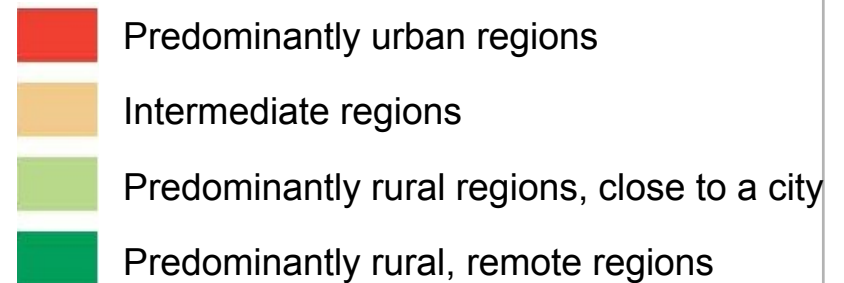 Predominantly urban regions
Intermediate regions
Predominantly rural regions, close to a city
Predominantly rural, remote regions